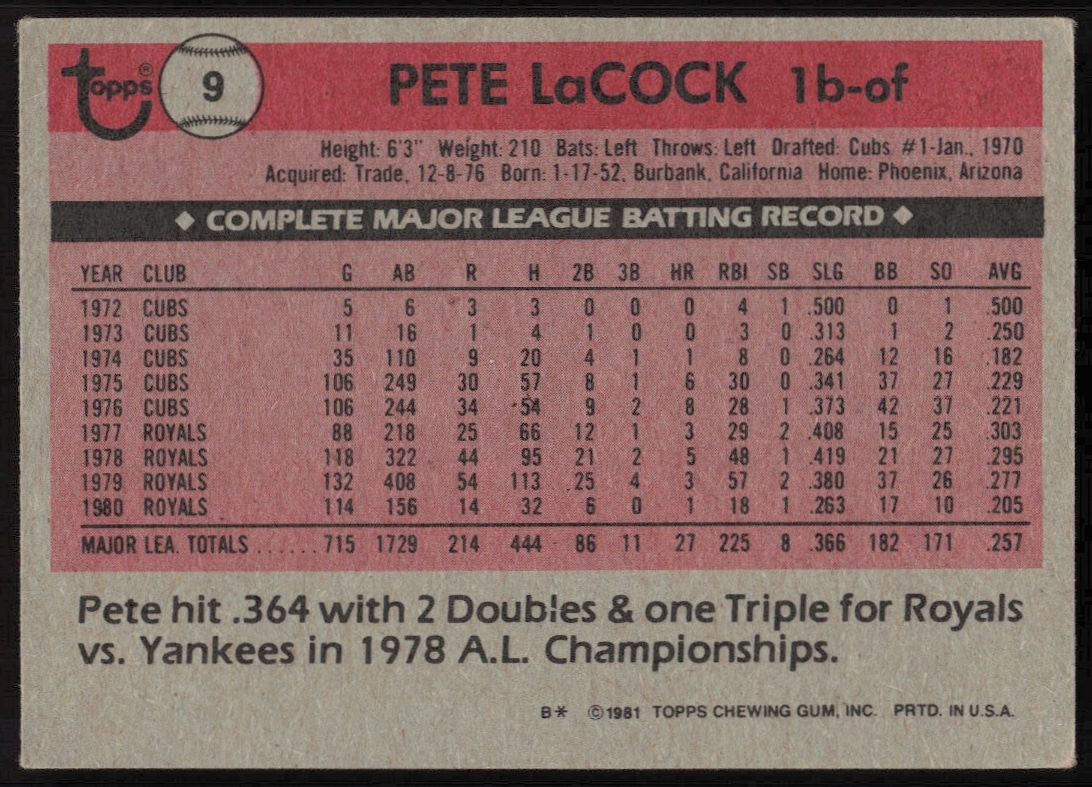 topps® 9 PETE LaCOCK 1b-of
Height: 6'3" Weight: 210 Bats: Left Throws: Left Drafted: Cubs #1-Jan., 1970
Acquired: Trade, 12-8-76 Born: 1-17-52, Burbank, California Home: Phoenix, Arizona
◆ COMPLETE MAJOR LEAGUE BATTING RECORD ◆
YEAR CLUB G AB R H 2B 3B HR RBI SB SLG BB SO AVG
1972 CUBS 5 6 3 3 0 0 0 4 1 .500 0 1 .500
1973 CUBS 11 16 1 4 1 0 0 3 0 .313 1 2 .250
1974 CUBS 35 110 9 20 4 1 1 8 0 .264 12 16 .182
1975 CUBS 106 249 30 57 8 1 6 30 0 .341 37 27 .229
1976 CUBS 106 244 34 54 9 2 8 28 1 .373 42 37 .221
1977 ROYALS 88 218 25 66 12 1 3 29 2 .408 15 25 .303
1978 ROYALS 118 322 44 95 21 2 5 48 1 .419 21 27 .295
1979 ROYALS 132 408 54 113 25 4 3 57 2 .380 37 26 .277
1980 ROYALS 114 156 14 32 6 0 1 18 1 .263 17 10 .205
MAJOR LEA. TOTALS ...... 715 1729 214 444 86 11 27 225 8 .366 182 171 .257
Pete hit .364 with 2 Doubles & one Triple for Royals
vs. Yankees in 1978 A.L. Championships.
B* ©1981 TOPPS CHEWING GUM, INC. PRTD. IN U.S.A.